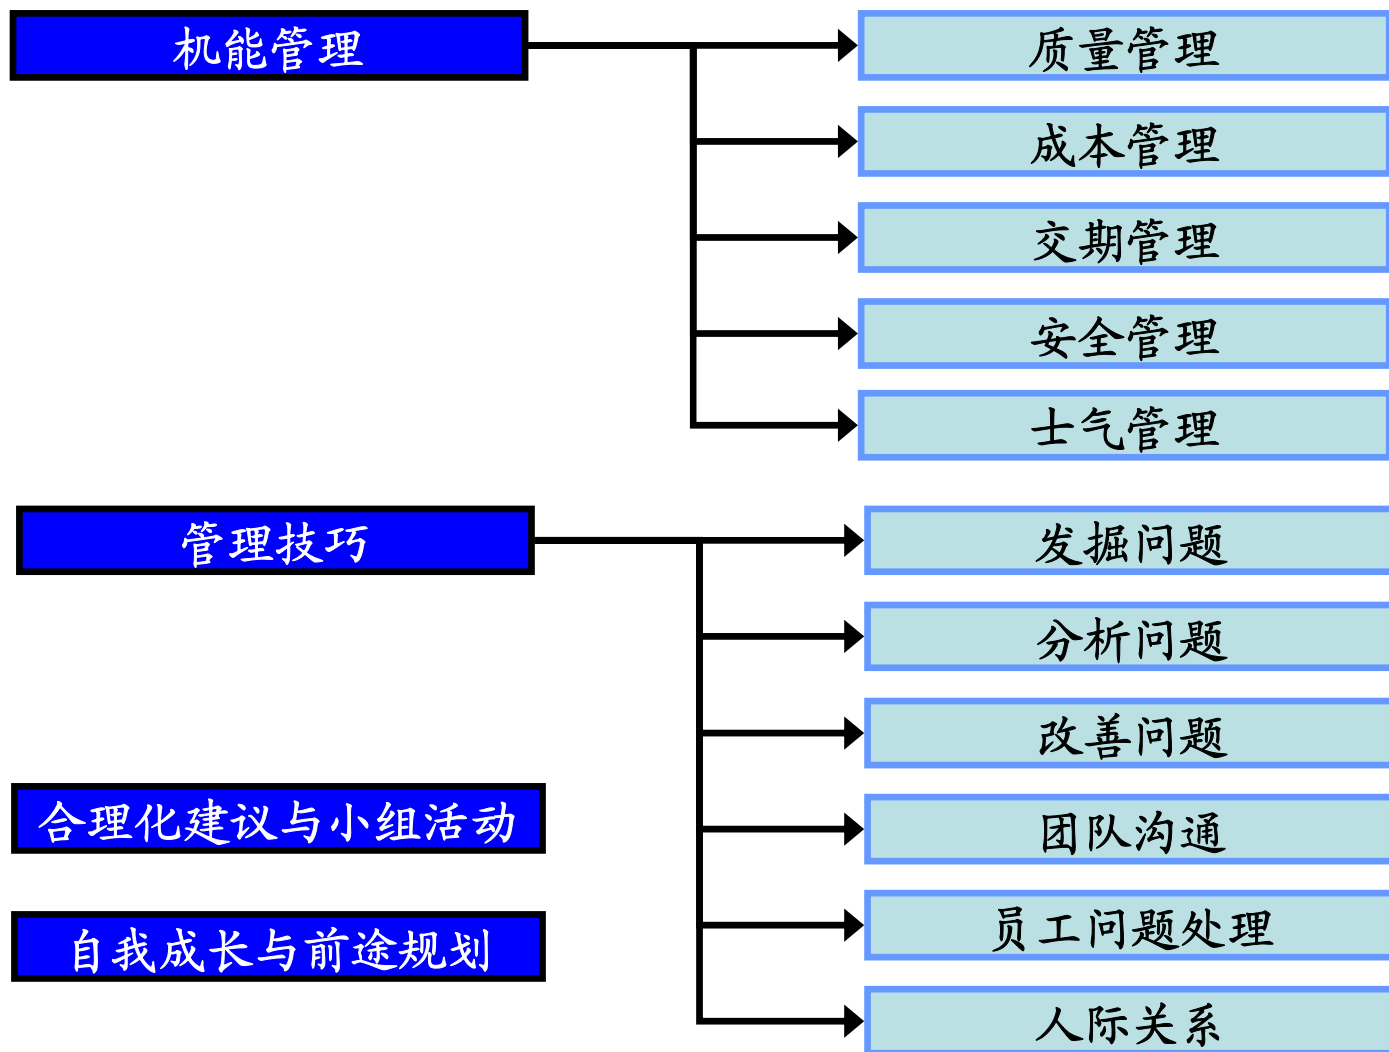 机能管理
质量管理
成本管理
交期管理
安全管理
士气管理
管理技巧
发掘问题
分析问题
改善问题
团队沟通
员工问题处理
人际关系
合理化建议与小组活动
自我成长与前途规划